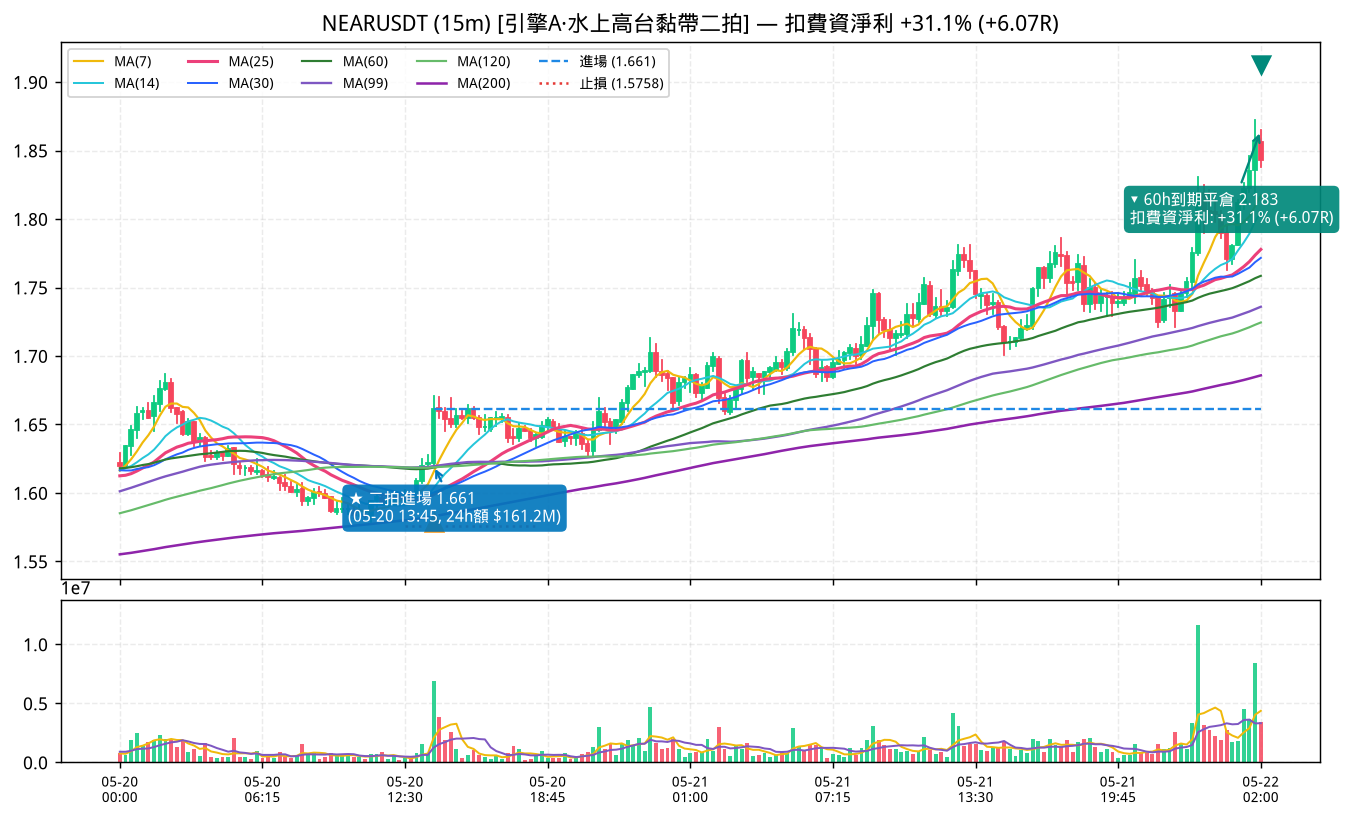 NEARUSDT (15m) [引擎A·水上高台黏帶二拍] — 扣費資淨利 +31.1% (+6.07R)
MA(7)
MA(14)
MA(25)
MA(30)
MA(60)
MA(99)
MA(120)
MA(200)
進場 (1.661)
止損 (1.5758)
1.90
1.85
1.80
1.75
1.70
1.65
1.60
1.55
▼ 60h到期平倉 2.183
扣費資淨利: +31.1% (+6.07R)
★ 二拍進場 1.661
(05-20 13:45, 24h額 $161.2M)
1e7
1.0
0.5
0.0
05-20
00:00
05-20
06:15
05-20
12:30
05-20
18:45
05-21
01:00
05-21
07:15
05-21
13:30
05-21
19:45
05-22
02:00